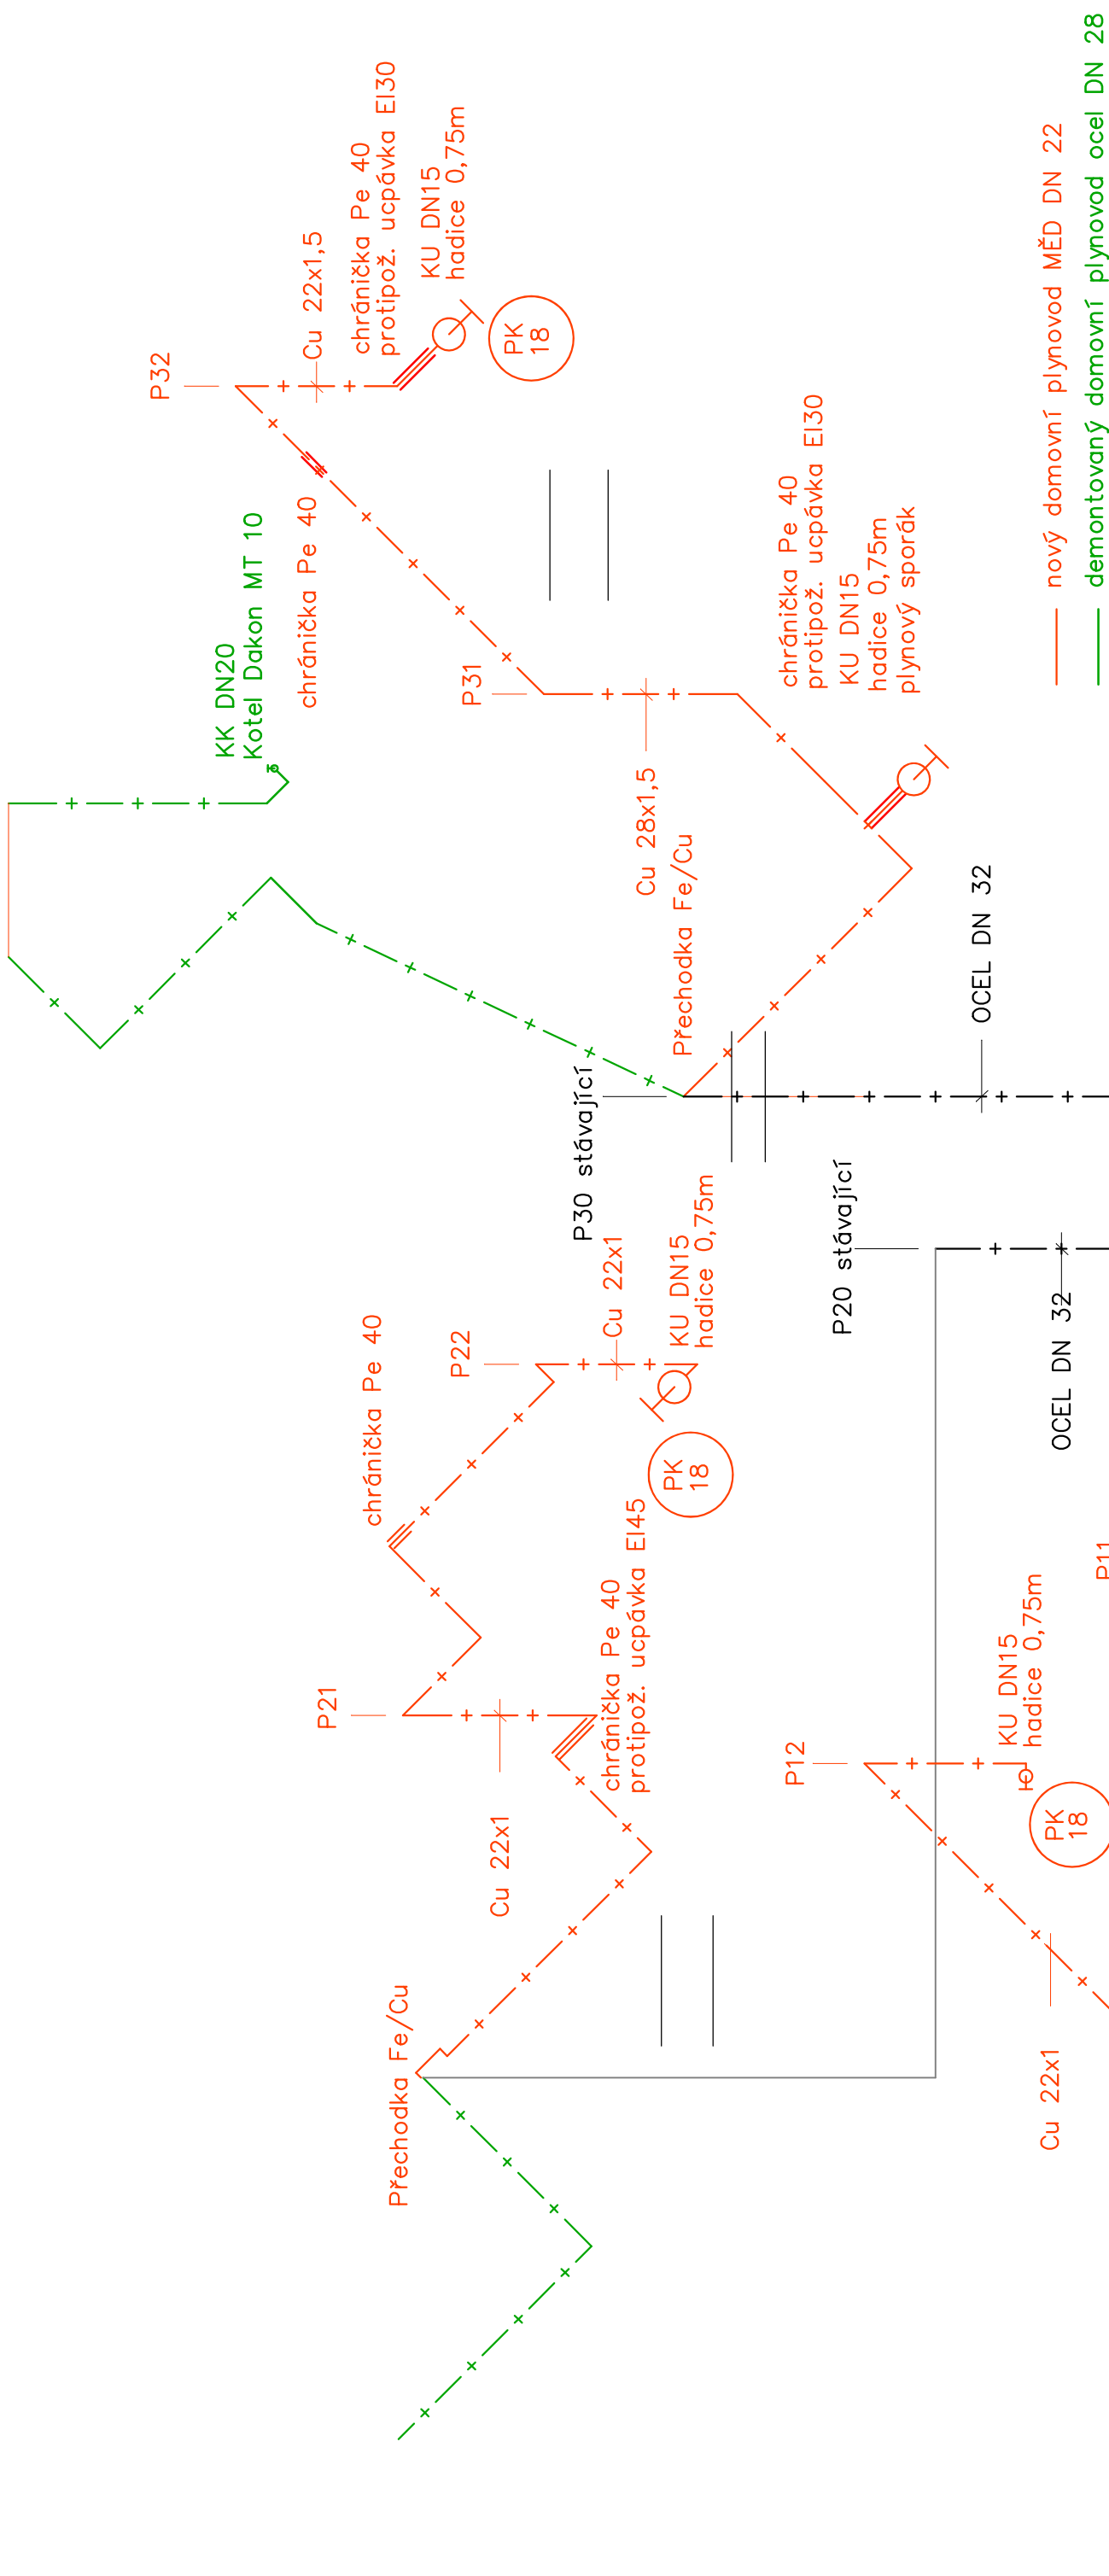 P32
Cu 22x1,5
chránička Pe 40
protipož. ucpávka EI30
KU DN15
hadice 0,75m
PK
18
KK DN20
Kotel Dakon MT 10
chránička Pe 40
P31
Cu 28x1,5
Přechodka Fe/Cu
chránička Pe 40
protipož. ucpávka EI30
KU DN15
hadice 0,75m
plynový sporák
nový domovní plynovod MĚD DN 22
demontovaný domovní plynovod ocel DN 28
P30 stávající
OCEL DN 32
P20 stávající
OCEL DN 32
chránička Pe 40
P22
Cu 22x1
KU DN15
hadice 0,75m
PK
18
P21
Cu 22x1
chránička Pe 40
protipož. ucpávka EI45
Přechodka Fe/Cu
P12
KU DN15
hadice 0,75m
PK
18
Cu 22x1
P11